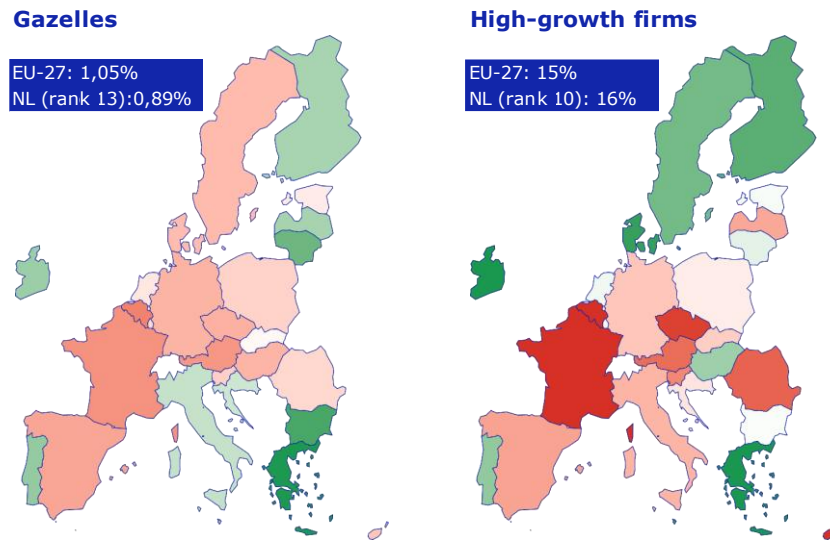 Gazelles
EU-27: 1,05%
NL (rank 13):0,89%
High-growth firms
EU-27: 15%
NL (rank 10): 16%